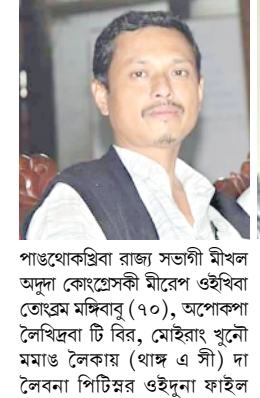 পাঙথোকখ্রিবা রাজ্য সভাগী মীখল
অদুদা কোংগ্রেসকী মীরেপ ওইখিবা
তোংব্রম মঙ্গিবাবু (৭০), অপোকপা
লৈখিদ্রবা টি বির, মোইরাং খুনৌ
মমাঙ লৈকায় (থাঙ্গ এ সী) দা
লৈবনা পিটিস্নর ওইদুনা ফাইল